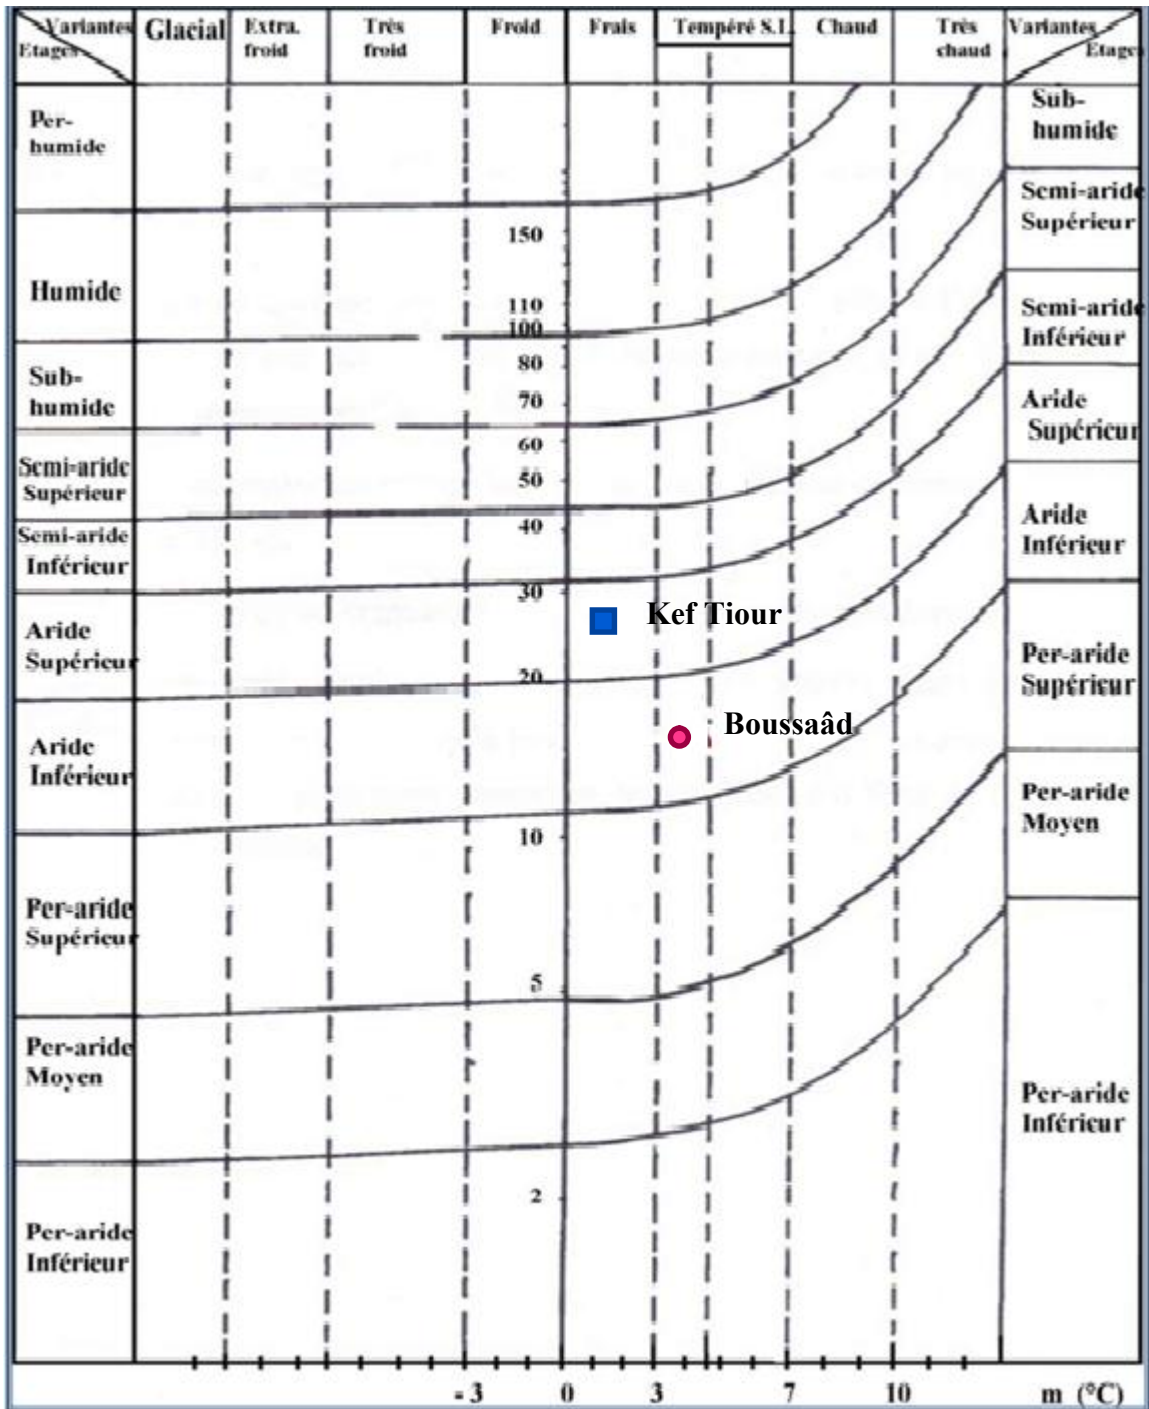 Variantes
Etages
Glacial
Extra.
froid
Très
froid
Froid
Frais
Tempéré S.I.
Chaud
Très
chaud
Variantes
Etages
Per-
humide
Humide
Sub-
humide
Semi-aride
Supérieur
Semi-aride
Inférieur
Aride
Supérieur
Aride
Inférieur
Per-aride
Supérieur
Per-aride
Moyen
Per-aride
Inférieur
150
110
100
80
70
60
50
40
30
20
10
5
2
Kef Tiour
Boussaâd
Sub-
humide
Semi-aride
Supérieur
Semi-aride
Inférieur
Aride
Supérieur
Aride
Inférieur
Per-aride
Supérieur
Per-aride
Moyen
Per-aride
Inférieur
- 3 0 3 7 10 m (°C)